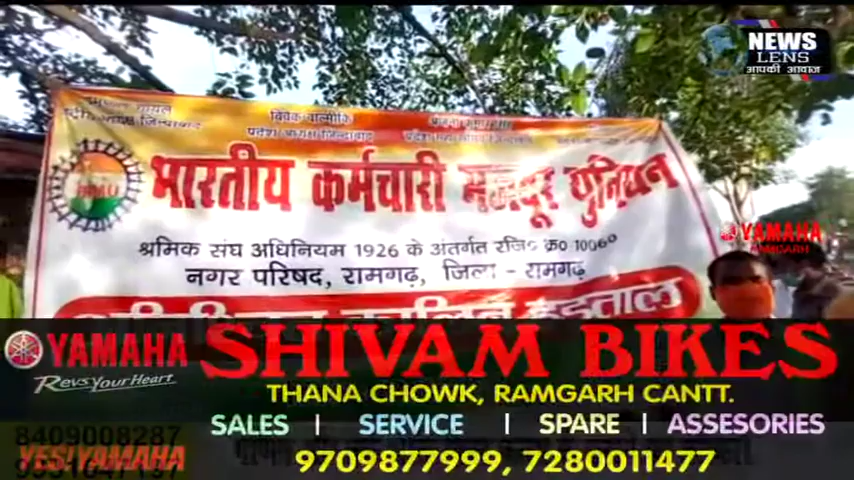 NEWS
LENS
आपकी आवाज
भारतीय कर्मचारी मजदूर यूनियन
श्रमिक संघ अधिनियम 1926 के अंतर्गत रजि० क्र०
नगर परिषद, रामगढ़, जिला - रामगढ़
हड़ताल
YAMAHA
RAMGARH
YAMAHA
Revs Your Heart
SHIVAM BIKES
THANA CHOWK, RAMGARH CANTT.
SALES | SERVICE | SPARE | ASSESORIES
8409008287
YES!YAMAHA
9709877999, 7280011477